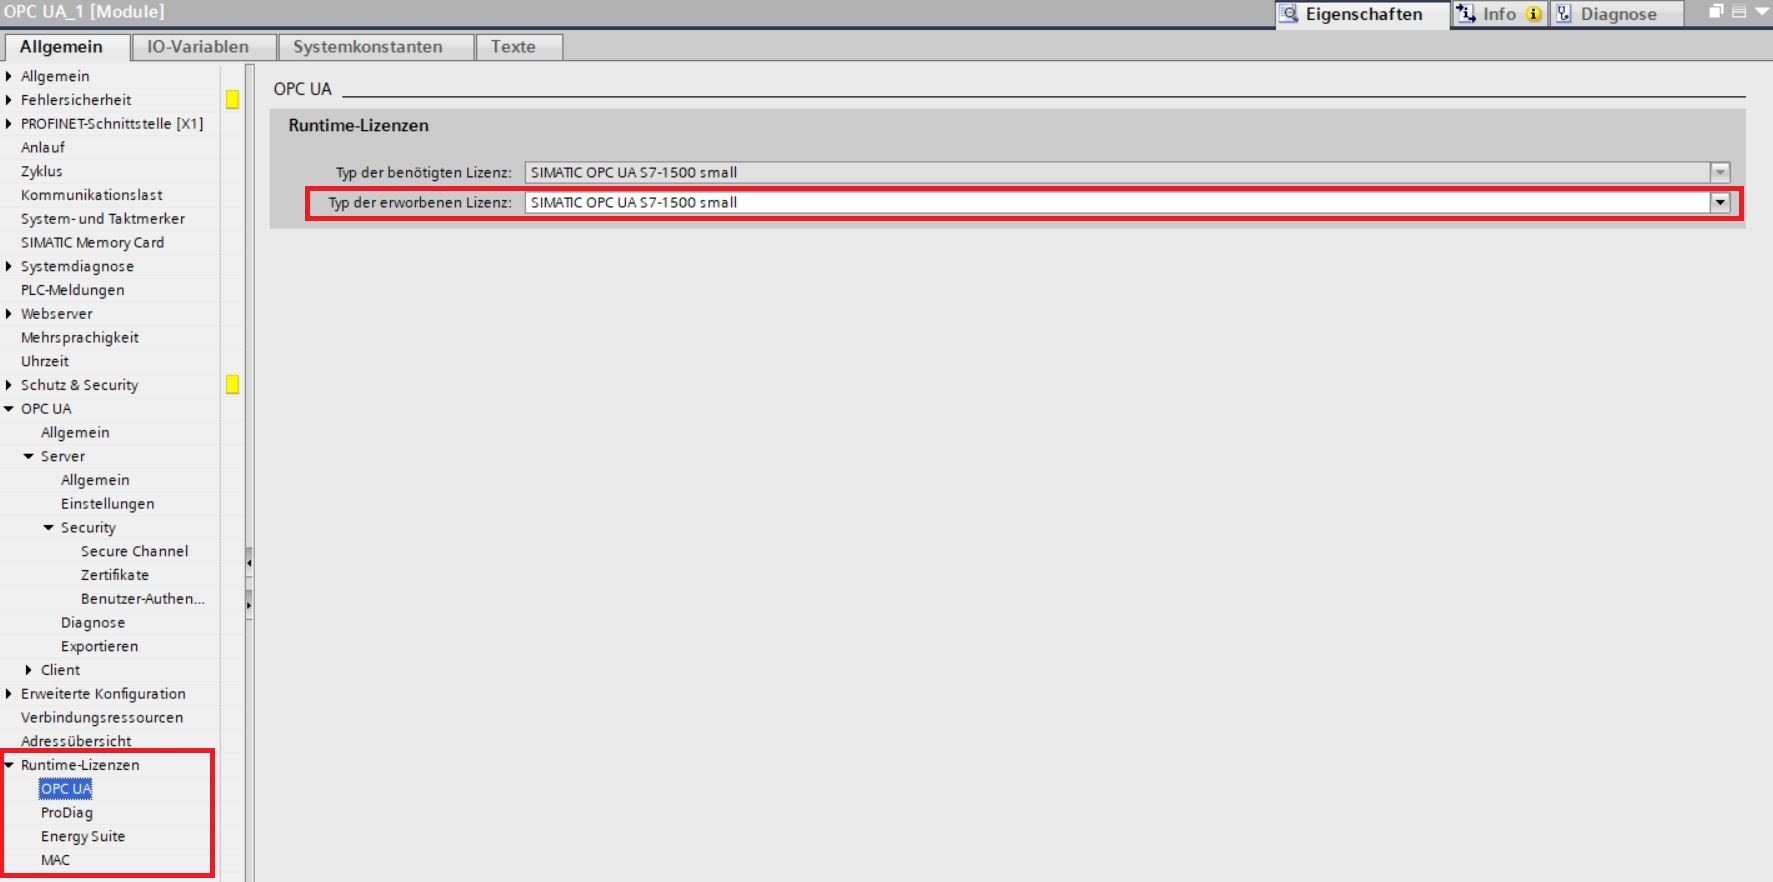 OPC UA_1 [Module]
Eigenschaften
Info
Diagnose
Allgemein
IO-Variablen
Systemkonstanten
Texte
Allgemein
Fehlersicherheit
PROFINET-Schnittstelle [X1]
Anlauf
Zyklus
Kommunikationslast
System- und Taktmerker
SIMATIC Memory Card
Systemdiagnose
PLC-Meldungen
Webserver
Mehrsprachigkeit
Uhrzeit
Schutz & Security
OPC UA
Allgemein
Server
Allgemein
Einstellungen
Security
Secure Channel
Zertifikate
Benutzer-Authen...
Diagnose
Exportieren
Client
Erweiterte Konfiguration
Verbindungsressourcen
Adressübersicht
Runtime-Lizenzen
OPC UA
ProDiag
Energy Suite
MAC
OPC UA
Runtime-Lizenzen
Typ der benötigten Lizenz: SIMATIC OPC UA S7-1500 small
Typ der erworbenen Lizenz: SIMATIC OPC UA S7-1500 small